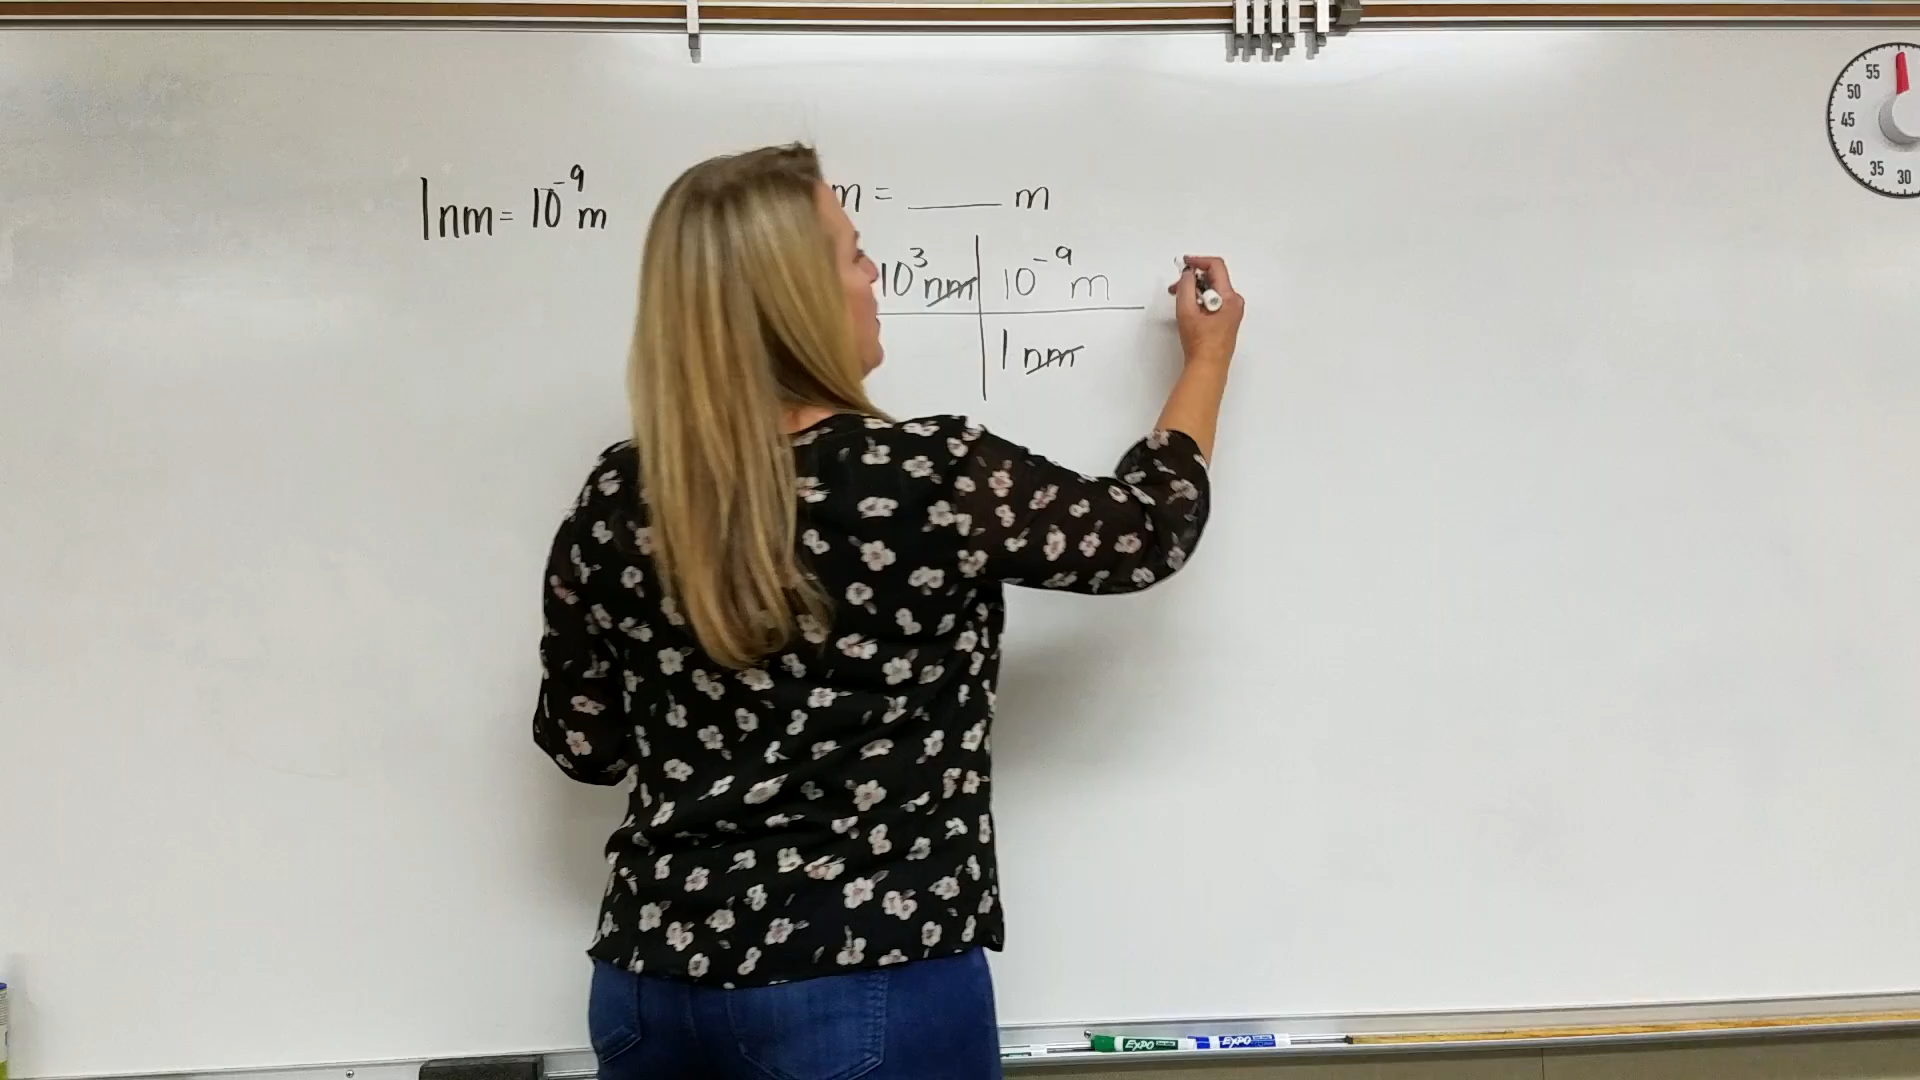 1nm = 10⁻⁹ m
m = ____ m
10³ nm | 10⁻⁹ m
1 nm
55
50
45
40
35
30
EXPO EXPO